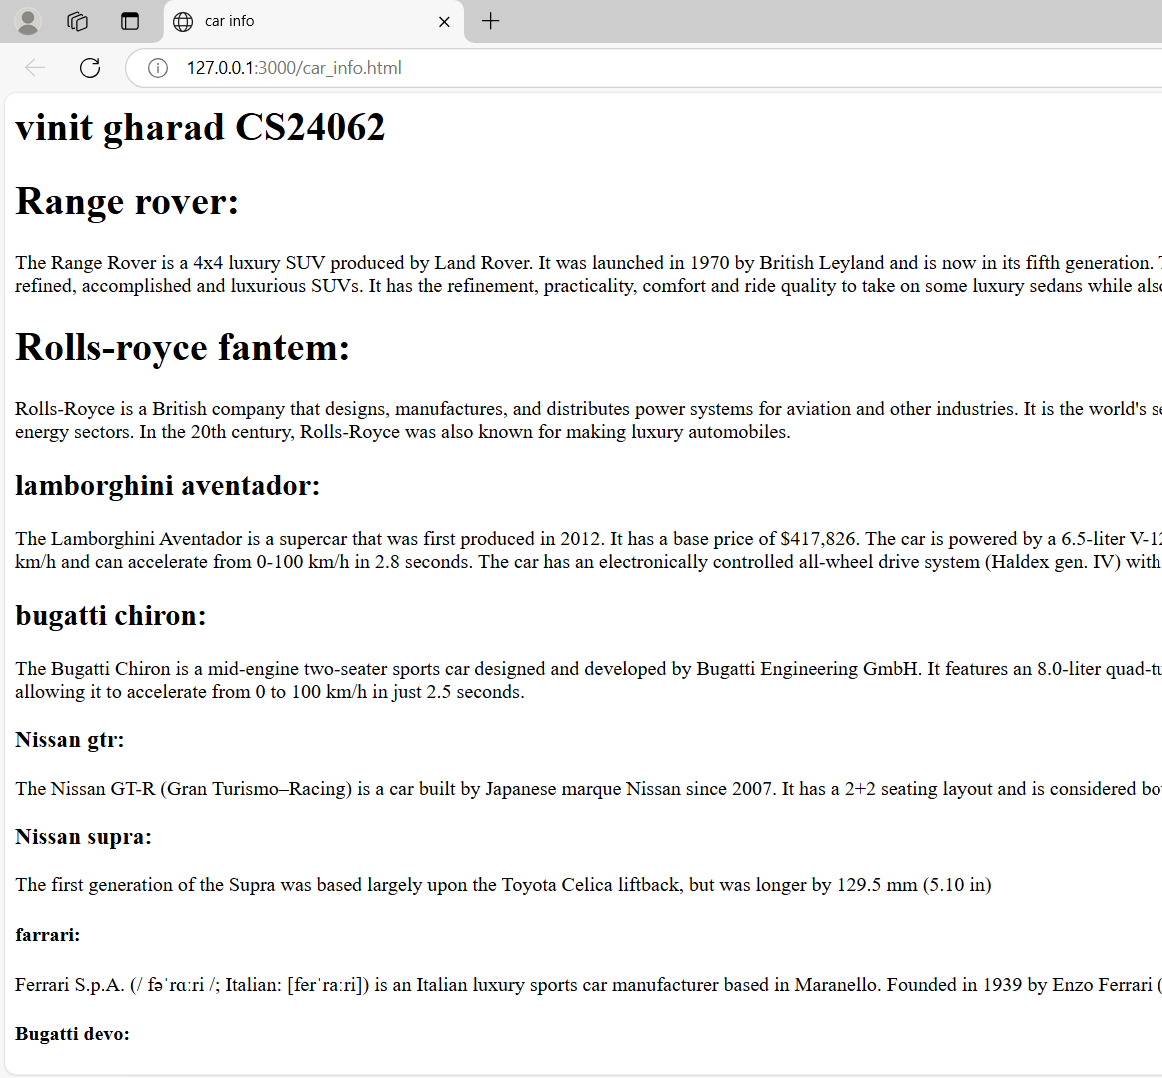 car info
127.0.0.1:3000/car_info.html
vinit gharad CS24062
Range rover:
The Range Rover is a 4x4 luxury SUV produced by Land Rover. It was launched in 1970 by British Leyland and is now in its fifth generation.
refined, accomplished and luxurious SUVs. It has the refinement, practicality, comfort and ride quality to take on some luxury sedans while also
Rolls-royce fantem:
Rolls-Royce is a British company that designs, manufactures, and distributes power systems for aviation and other industries. It is the world's
energy sectors. In the 20th century, Rolls-Royce was also known for making luxury automobiles.
lamborghini aventador:
The Lamborghini Aventador is a supercar that was first produced in 2012. It has a base price of $417,826. The car is powered by a 6.5-liter V-12
km/h and can accelerate from 0-100 km/h in 2.8 seconds. The car has an electronically controlled all-wheel drive system (Haldex gen. IV) with
bugatti chiron:
The Bugatti Chiron is a mid-engine two-seater sports car designed and developed by Bugatti Engineering GmbH. It features an 8.0-liter
allowing it to accelerate from 0 to 100 km/h in just 2.5 seconds.
Nissan gtr:
The Nissan GT-R (Gran Turismo–Racing) is a car built by Japanese marque Nissan since 2007. It has a 2+2 seating layout and is considered
Nissan supra:
The first generation of the Supra was based largely upon the Toyota Celica liftback, but was longer by 129.5 mm (5.10 in)
farrari:
Ferrari S.p.A. (/ fəˈrɑːri /; Italian: [ferˈraːri]) is an Italian luxury sports car manufacturer based in Maranello. Founded in 1939 by Enzo Ferrari (
Bugatti devo: